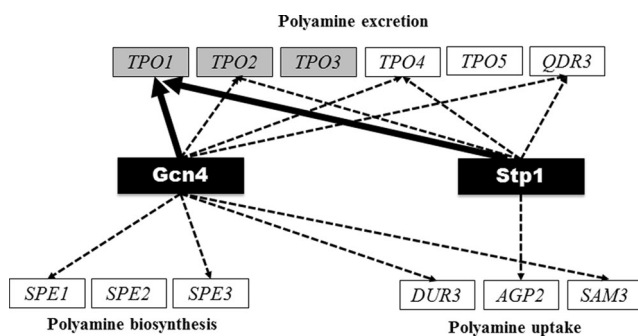 Polyamine excretion
TPO1 TPO2 TPO3 TPO4 TPO5 QDR3
Gcn4 Stp1
SPE1 SPE2 SPE3 DUR3 AGP2 SAM3
Polyamine biosynthesis Polyamine uptake